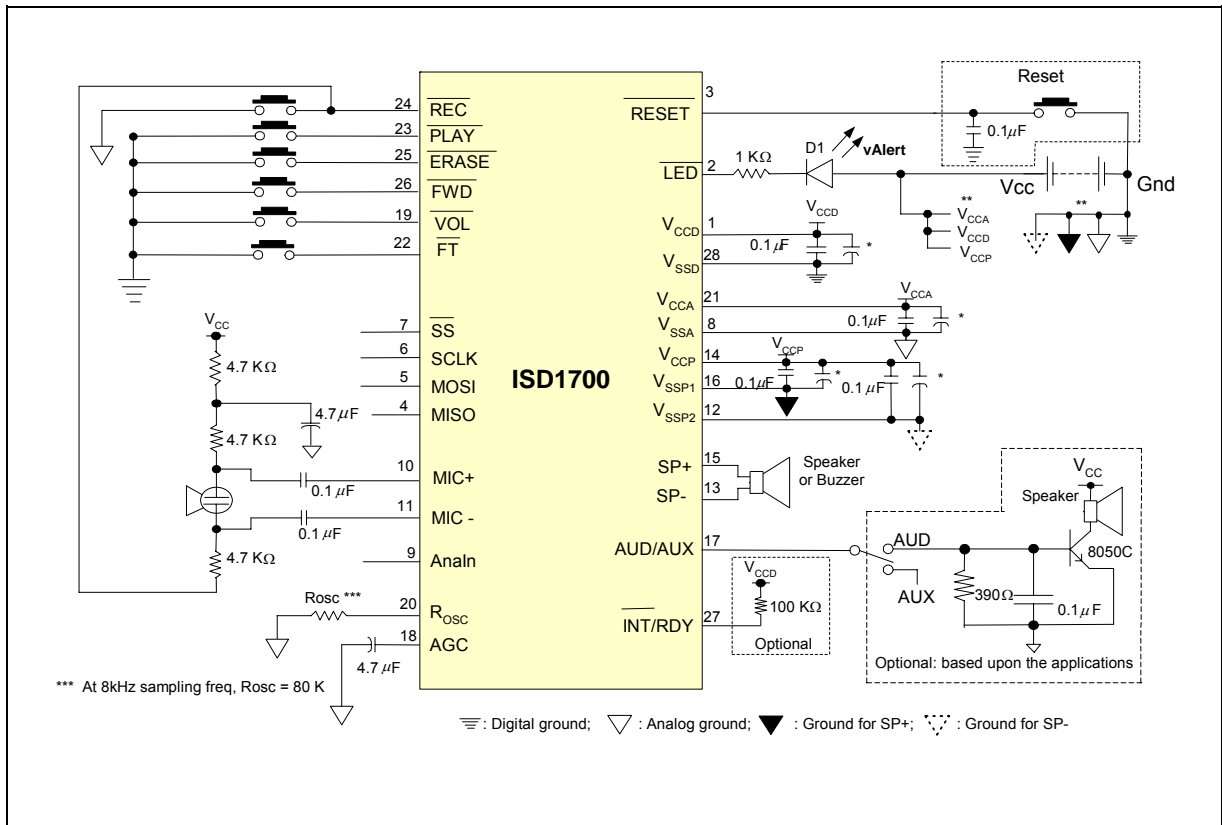 Reset
3
24
REC
RESET
23
PLAY
0.1μF
25
ERASE
1 KΩ
D1
vAlert
26
FWD
LED
2
Vcc
Gnd
19
VOL
**
**
VCCA
VCCD
VCCP
22
FT
VCCD
1
VCCD
0.1μF
*
VSSD
28
VCCA
21
VCCA
0.1μF
*
VSSA
8
VCC
7
SS
6
SCLK
5
MOSI
4
MISO
4.7 KΩ
4.7μF
4.7 KΩ
ISD1700
VCCP
14
VCCP
*
*
VSSP1
16
0.1μF
0.1μF
VSSP2
12
10
MIC+
0.1 μF
11
MIC -
0.1 μF
4.7 KΩ
SP+
15
SP-
13
Speaker
or Buzzer
VCC
Speaker
9
AnaIn
AUD/AUX
17
AUD
AUX
8050C
390Ω
0.1μF
Optional: based upon the applications
Rosc ***
20
ROSC
VCCD
100 KΩ
INT/RDY
27
Optional
18
AGC
4.7 μF
*** At 8kHz sampling freq, Rosc = 80 K
: Digital ground; : Analog ground; : Ground for SP+; : Ground for SP-